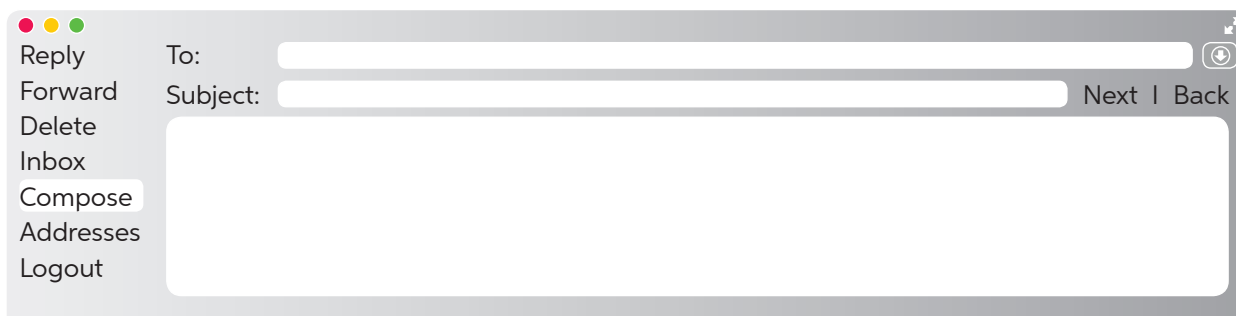 Reply
Forward
Delete
Inbox
Compose
Addresses
Logout
To:
Subject:
Next | Back